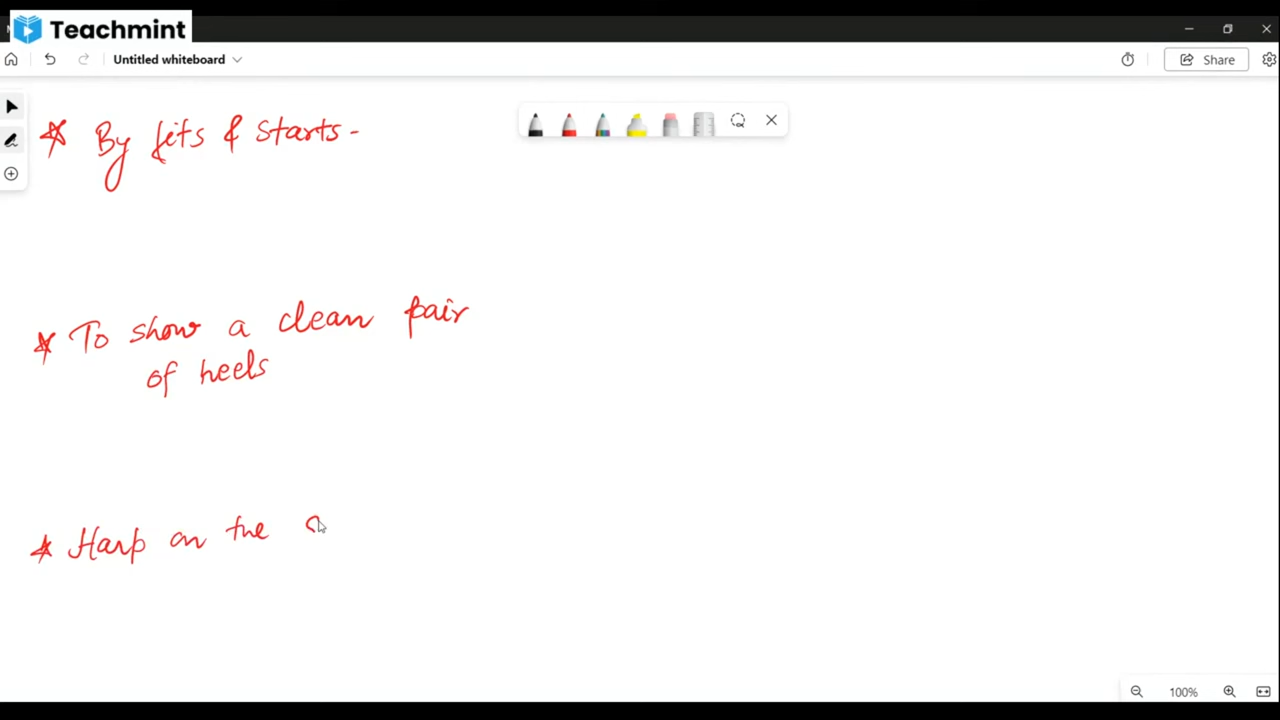 Teachmint
Untitled whiteboard
Share
* By fits & starts -
* To show a clean pair
of heels
* Harp on the
100%